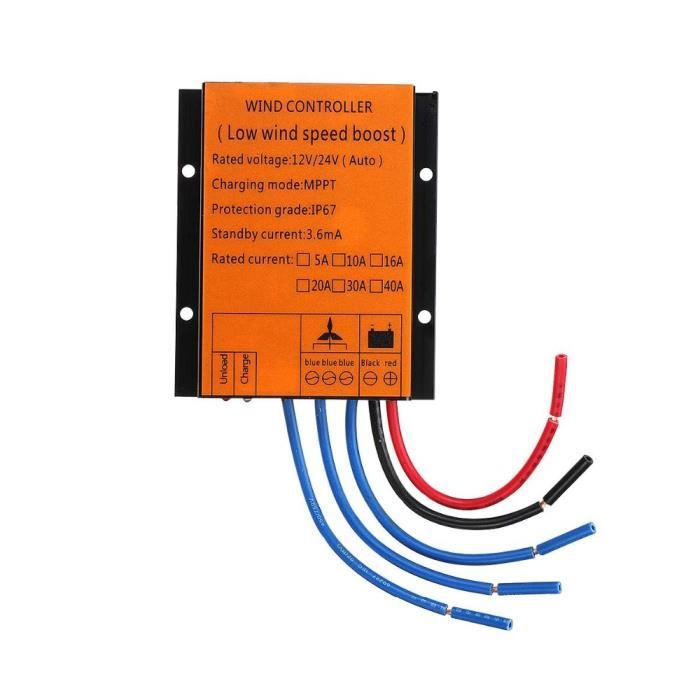 WIND CONTROLLER
( Low wind speed boost )
Rated voltage:12V/24V ( Auto )
Charging mode:MPPT
Protection grade:IP67
Standby current:3.6mA
Rated current: □ 5A □ 10A □ 16A
□ 20A □ 30A □ 40A
Unload
Charge
blue blue blue
Black red